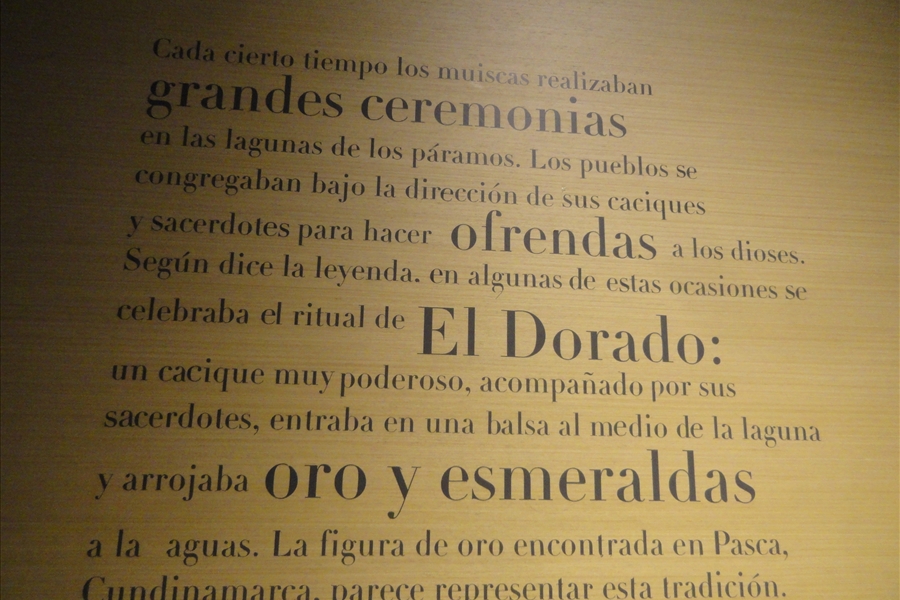 Cada cierto tiempo los muiscas realizaban
grandes ceremonias
en las lagunas de los páramos. Los pueblos se
congregaban bajo la dirección de sus caciques
y sacerdotes para hacer ofrendas a los dioses.
Según dice la leyenda. en algunas de estas ocasiones se
celebraba el ritual de El Dorado:
un cacique muy poderoso, acompañado por sus
sacerdotes, entraba en una balsa al medio de la laguna
y arrojaba oro y esmeraldas
a la aguas. La figura de oro encontrada en Pasca,
Cundinamarca, parece representar esta tradición.